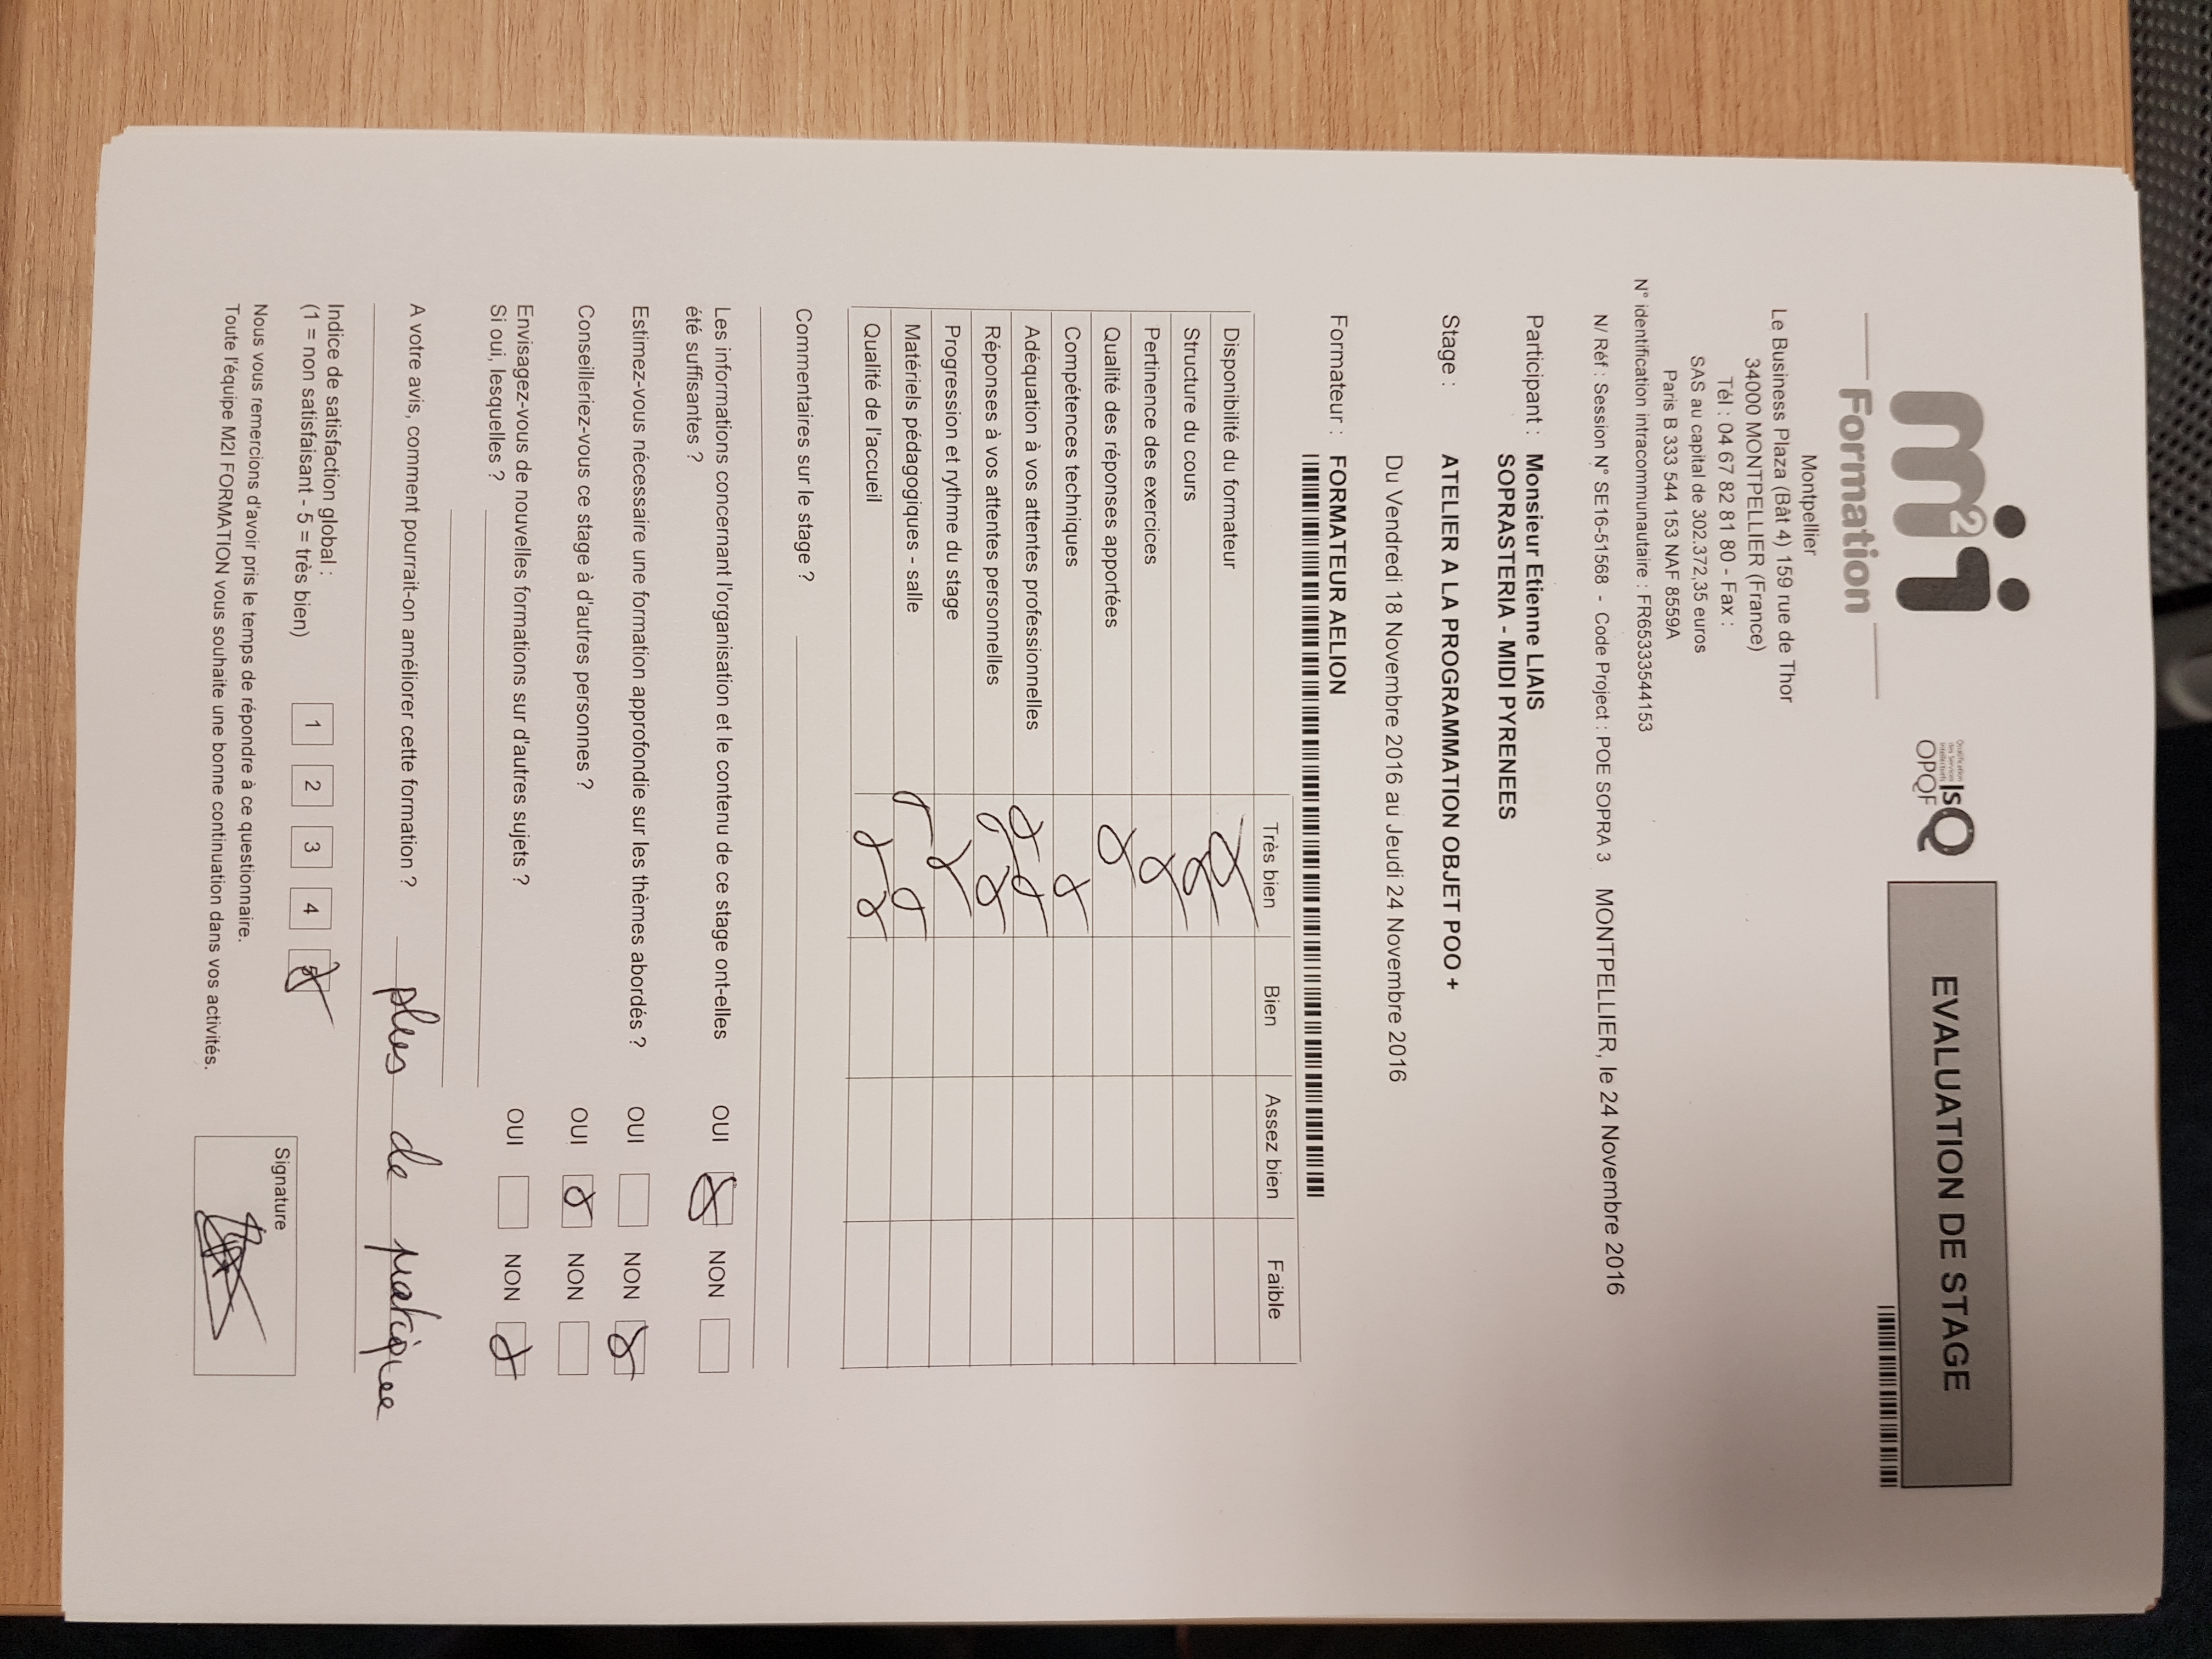 m2i
Formation
Qualification
des Services
Intellectuels
ISQ
OPQF
EVALUATION DE STAGE
Montpellier
Le Business Plaza (Bât 4) 159 rue de Thor
34000 MONTPELLIER (France)
Tél : 04 67 82 81 80 - Fax :
SAS au capital de 302.372,35 euros
Paris B 333 544 153 NAF 8559A
N° identification intracommunautaire : FR65333544153
N/ Réf : Session N° SE16-51568 - Code Project : POE SOPRA 3 MONTPELLIER, le 24 Novembre 2016
Participant : Monsieur Etienne LIAIS
SOPRASTERIA - MIDI PYRENEES
Stage : ATELIER A LA PROGRAMMATION OBJET POO +
Du Vendredi 18 Novembre 2016 au Jeudi 24 Novembre 2016
Formateur : FORMATEUR AELION
Très bien Bien Assez bien Faible
Disponibilité du formateur
Structure du cours
Pertinence des exercices
Qualité des réponses apportées
Compétences techniques
Adéquation à vos attentes professionnelles
Réponses à vos attentes personnelles
Progression et rythme du stage
Matériels pédagogiques - salle
Qualité de l'accueil
Commentaires sur le stage ?
Les informations concernant l'organisation et le contenu de ce stage ont-elles OUI NON
été suffisantes ?
Estimez-vous nécessaire une formation approfondie sur les thèmes abordés ? OUI NON
Conseilleriez-vous ce stage à d'autres personnes ? OUI NON
Envisagez-vous de nouvelles formations sur d'autres sujets ? OUI NON
Si oui, lesquelles ?
A votre avis, comment pourrait-on améliorer cette formation ? plus de pratique
Indice de satisfaction global :
(1 = non satisfaisant - 5 = très bien) 1 2 3 4 5
Signature
Nous vous remercions d'avoir pris le temps de répondre à ce questionnaire.
Toute l'équipe M2I FORMATION vous souhaite une bonne continuation dans vos activités.